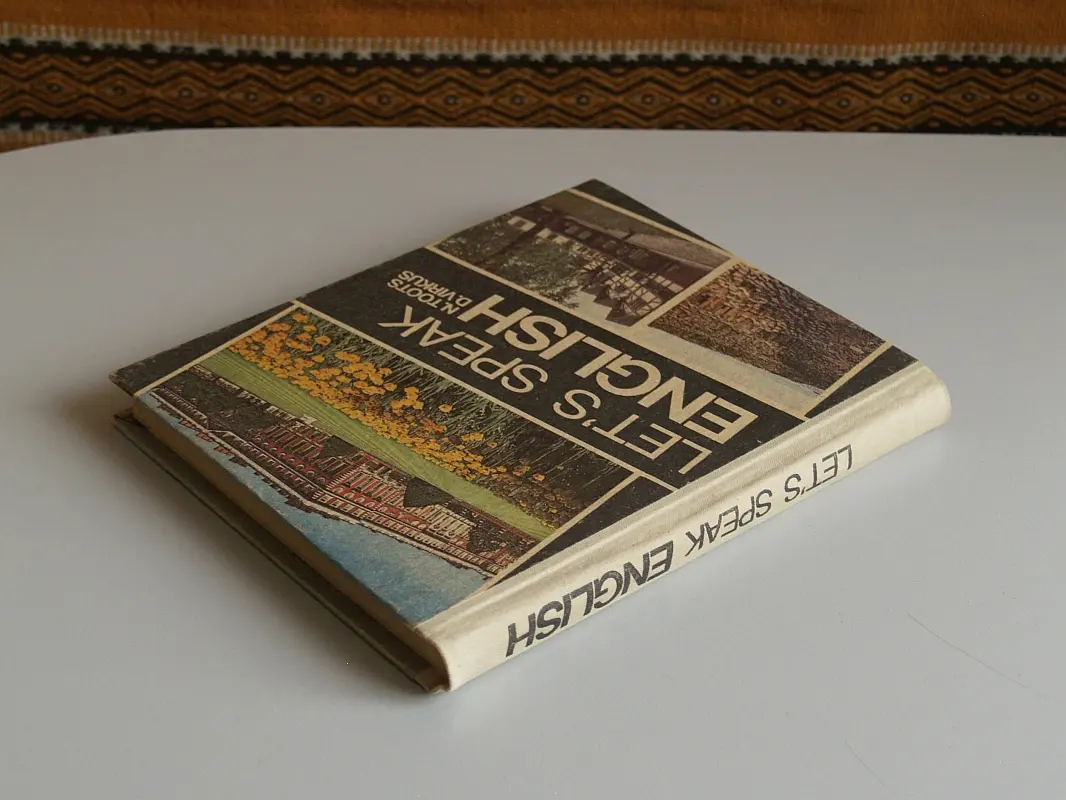 N.TOOTS
D.VIRKUS
LET'S SPEAK
ENGLISH
LET'S SPEAK ENGLISH